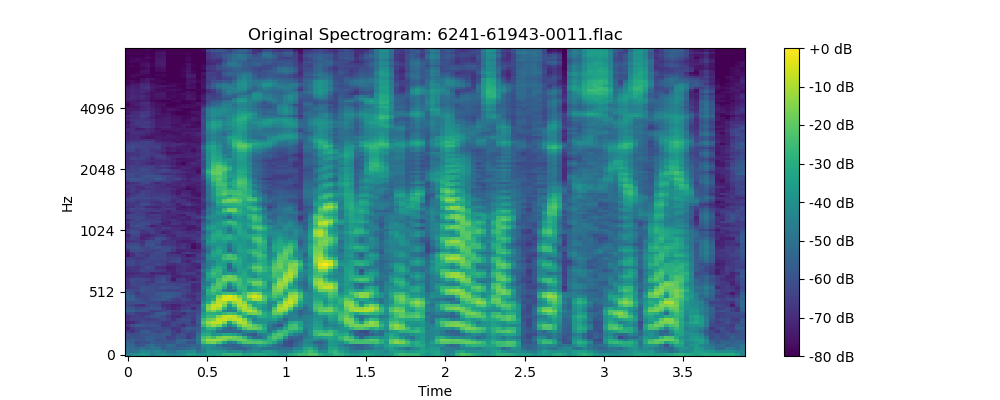 Original Spectrogram: 6241-61943-0011.flac
Hz
4096
2048
1024
512
0
0
0.5
1
1.5
2
2.5
3
3.5
Time
+0 dB
-10 dB
-20 dB
-30 dB
-40 dB
-50 dB
-60 dB
-70 dB
-80 dB